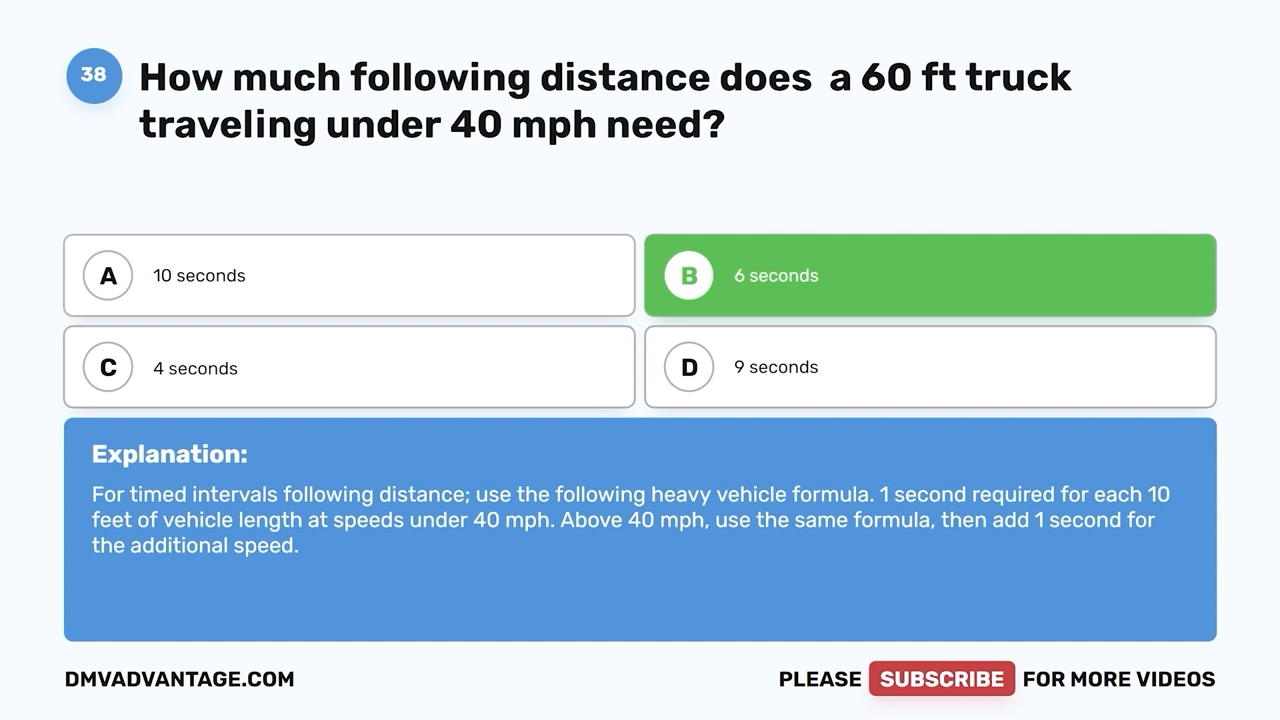 38
How much following distance does  a 60 ft truck
traveling under 40 mph need?
A
10 seconds
B
6 seconds
C
4 seconds
D
9 seconds
Explanation:
For timed intervals following distance; use the following heavy vehicle formula. 1 second required for each 10
feet of vehicle length at speeds under 40 mph. Above 40 mph, use the same formula, then add 1 second for
the additional speed.
DMVADVANTAGE.COM
PLEASE SUBSCRIBE FOR MORE VIDEOS